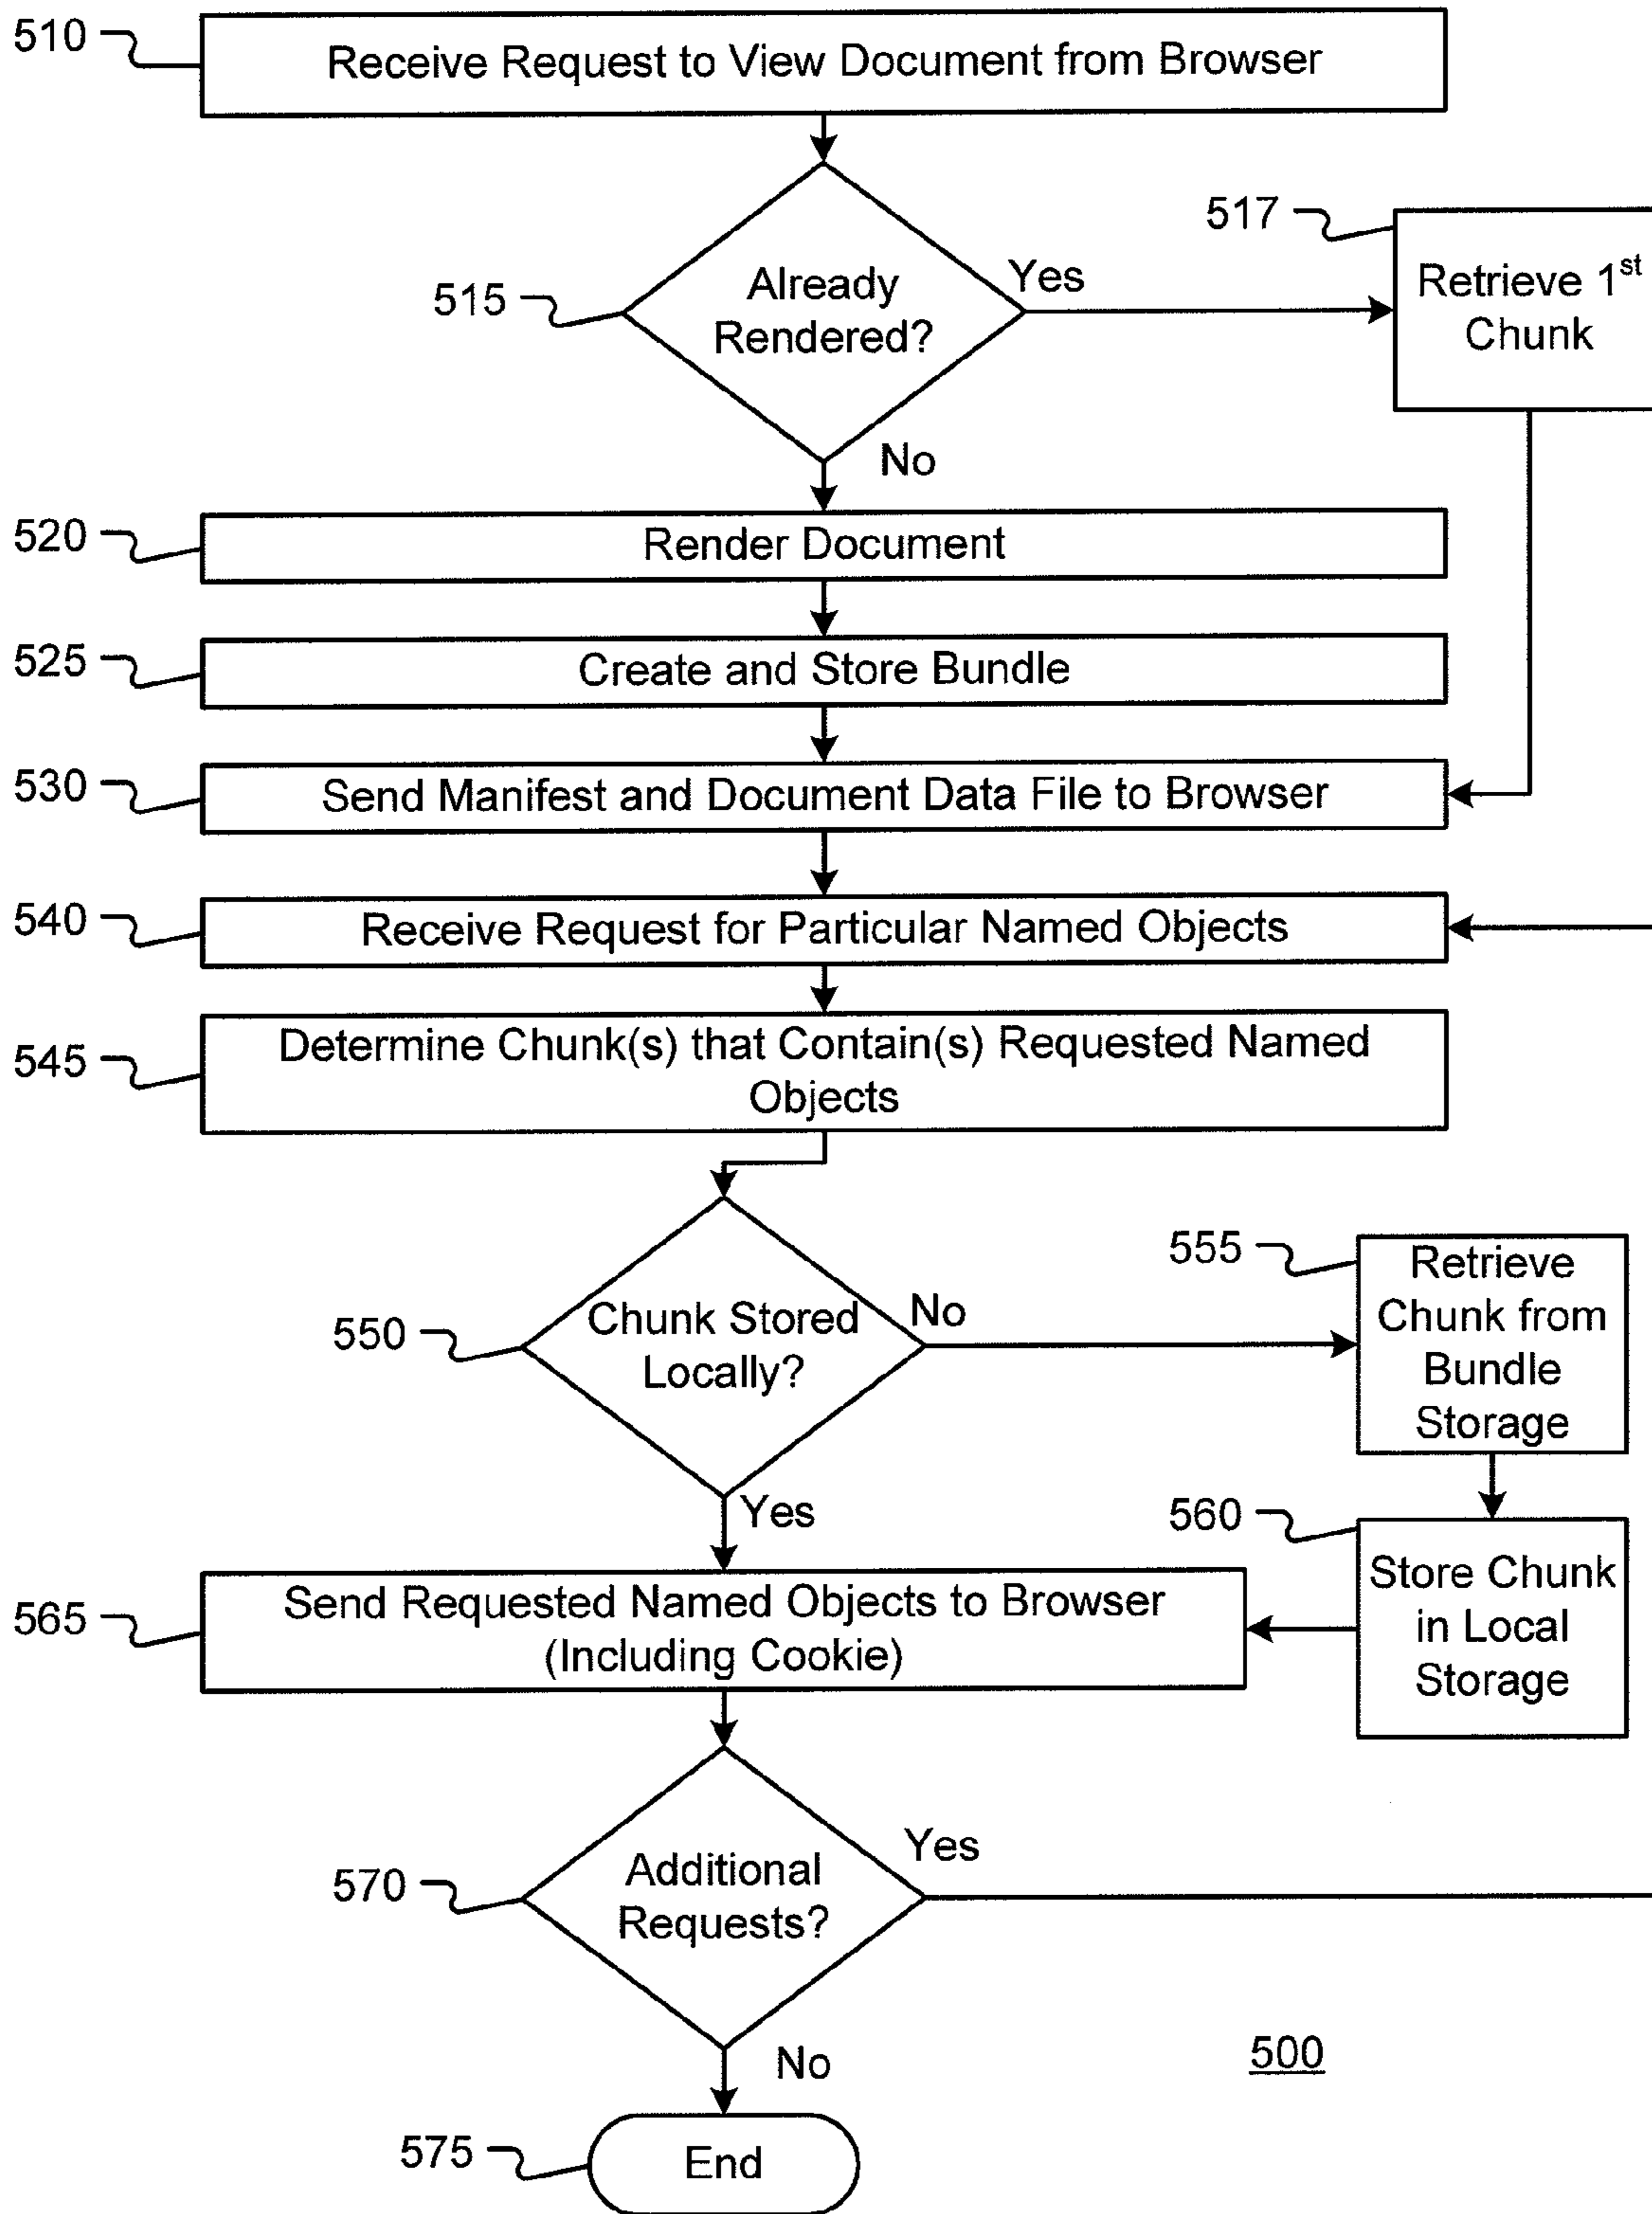 510
Receive Request to View Document from Browser
515
Already
Rendered?
Yes
No
517
Retrieve 1st
Chunk
520
Render Document
525
Create and Store Bundle
530
Send Manifest and Document Data File to Browser
540
Receive Request for Particular Named Objects
545
Determine Chunk(s) that Contain(s) Requested Named
Objects
550
Chunk Stored
Locally?
No
Yes
555
Retrieve
Chunk from
Bundle
Storage
560
Store Chunk
in Local
Storage
565
Send Requested Named Objects to Browser
(Including Cookie)
570
Additional
Requests?
Yes
No
500
575
End